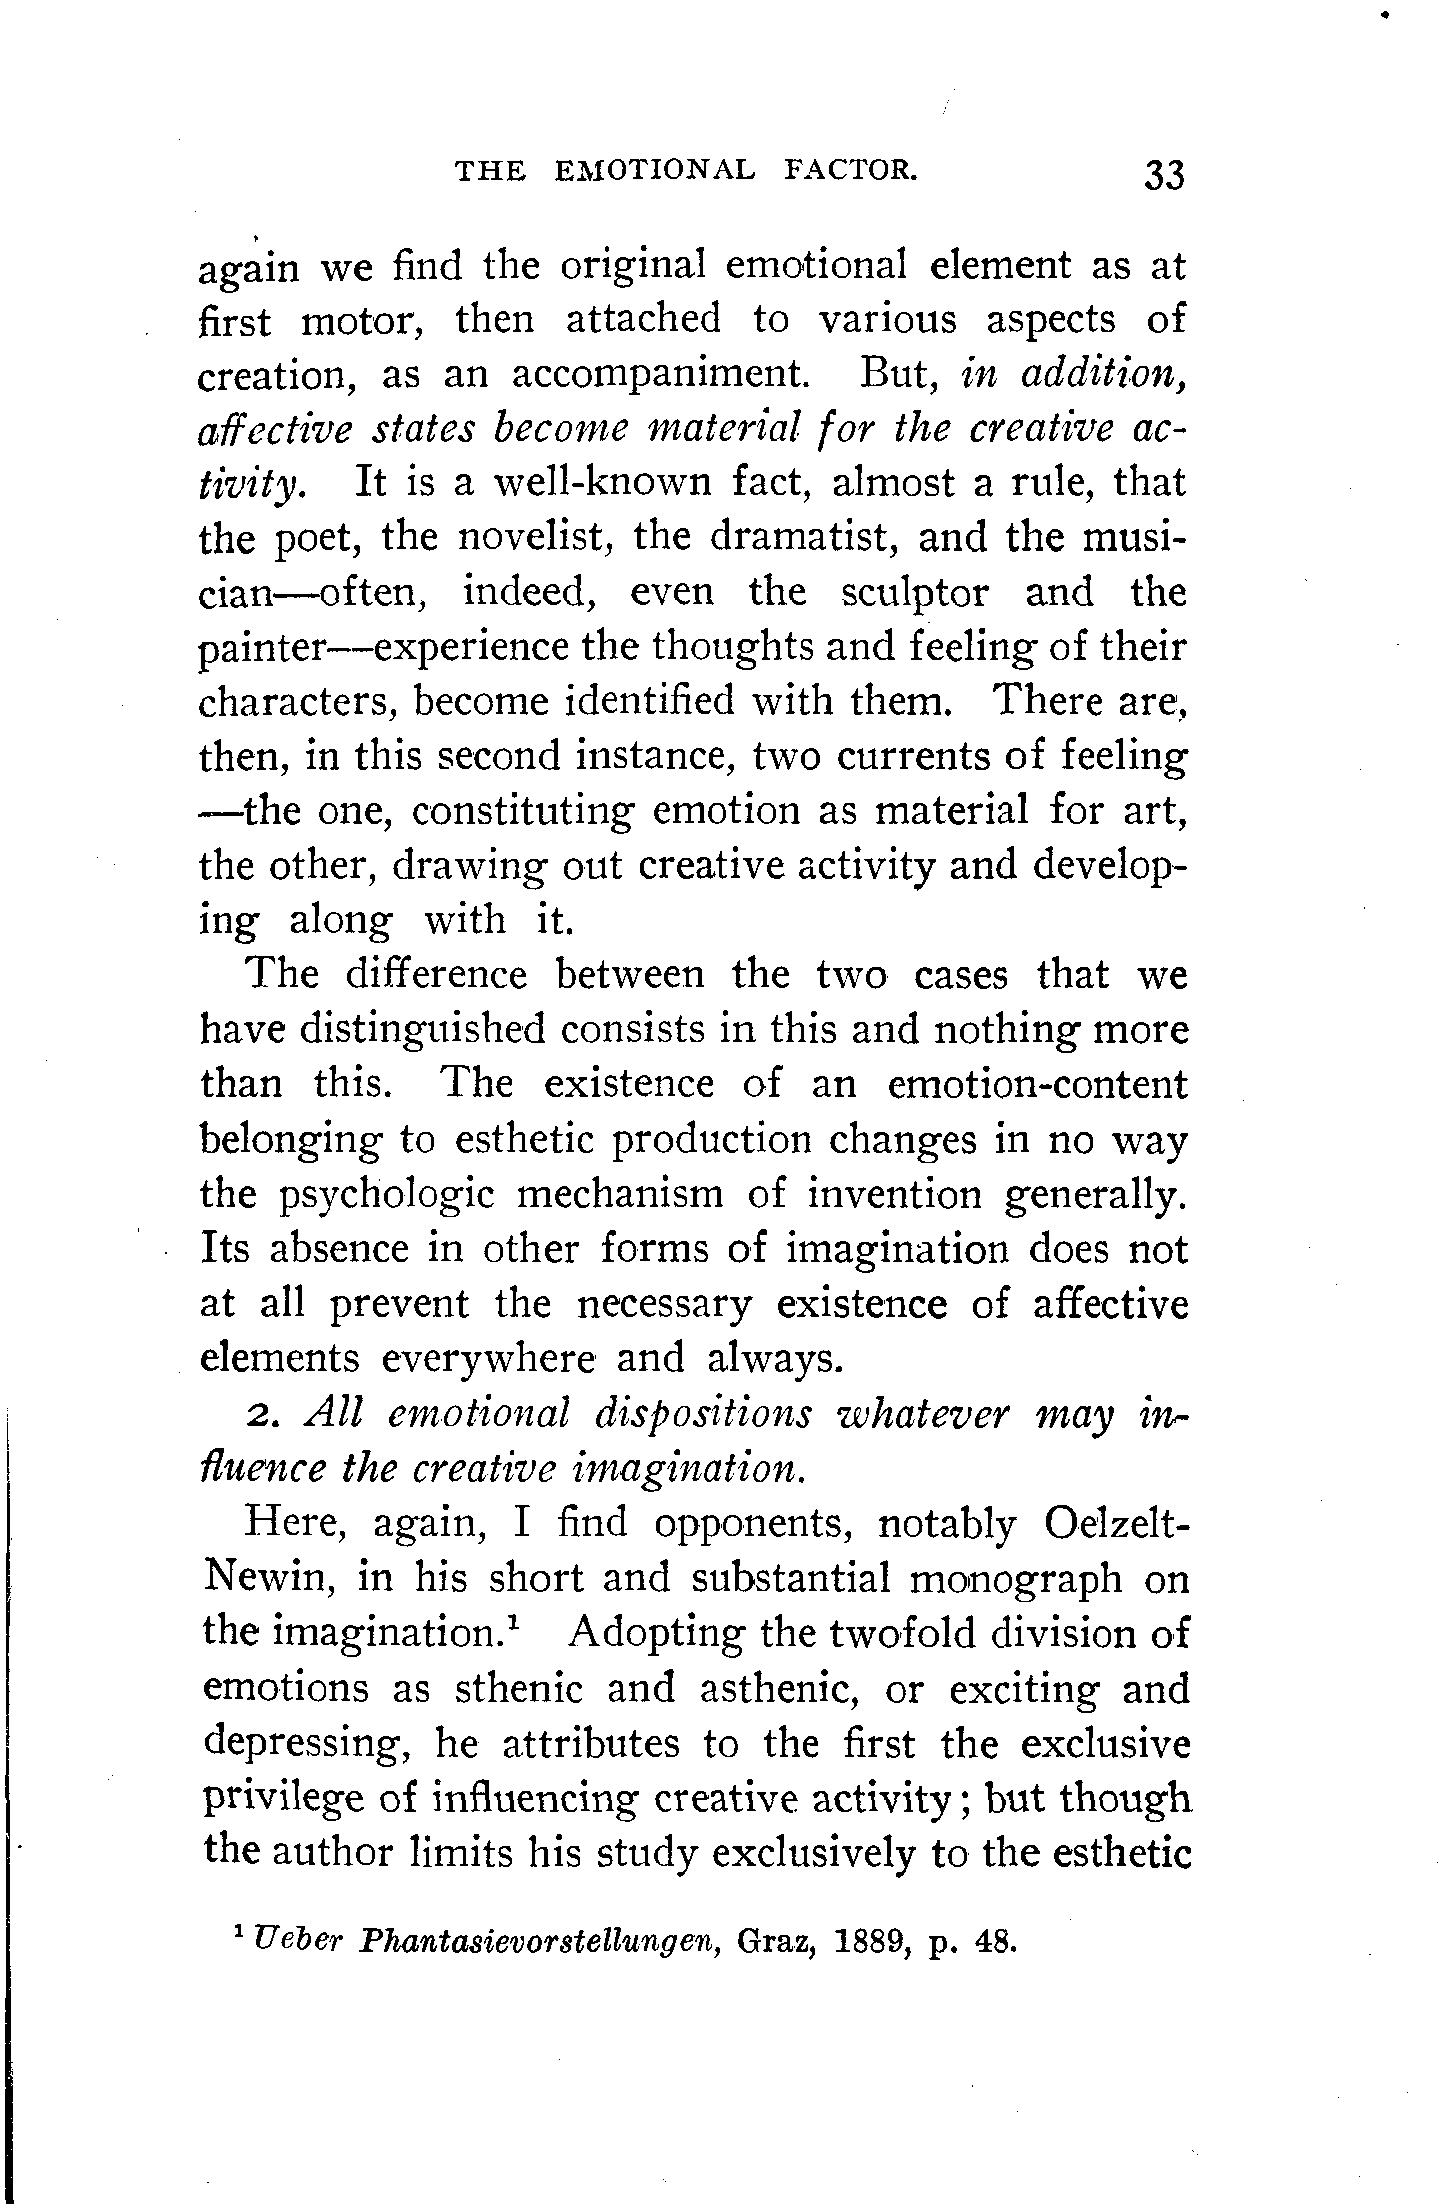 THE EMOTIONAL FACTOR. 33
again we find the original emotional element as at
first motor, then attached to various aspects of
creation, as an accompaniment. But, in addition,
affective states become material for the creative ac-
tivity. It is a well-known fact, almost a rule, that
the poet, the novelist, the dramatist, and the musi-
cian—often, indeed, even the sculptor and the
painter—experience the thoughts and feeling of their
characters, become identified with them. There are,
then, in this second instance, two currents of feeling
—the one, constituting emotion as material for art,
the other, drawing out creative activity and develop-
ing along with it.
The difference between the two cases that we
have distinguished consists in this and nothing more
than this. The existence of an emotion-content
belonging to esthetic production changes in no way
the psychologic mechanism of invention generally.
Its absence in other forms of imagination does not
at all prevent the necessary existence of affective
elements everywhere and always.
2. All emotional dispositions whatever may in-
fluence the creative imagination.
Here, again, I find opponents, notably Oelzelt-
Newin, in his short and substantial monograph on
the imagination.¹ Adopting the twofold division of
emotions as sthenic and asthenic, or exciting and
depressing, he attributes to the first the exclusive
privilege of influencing creative activity; but though
the author limits his study exclusively to the esthetic
¹ Ueber Phantasievorstellungen, Graz, 1889, p. 48.